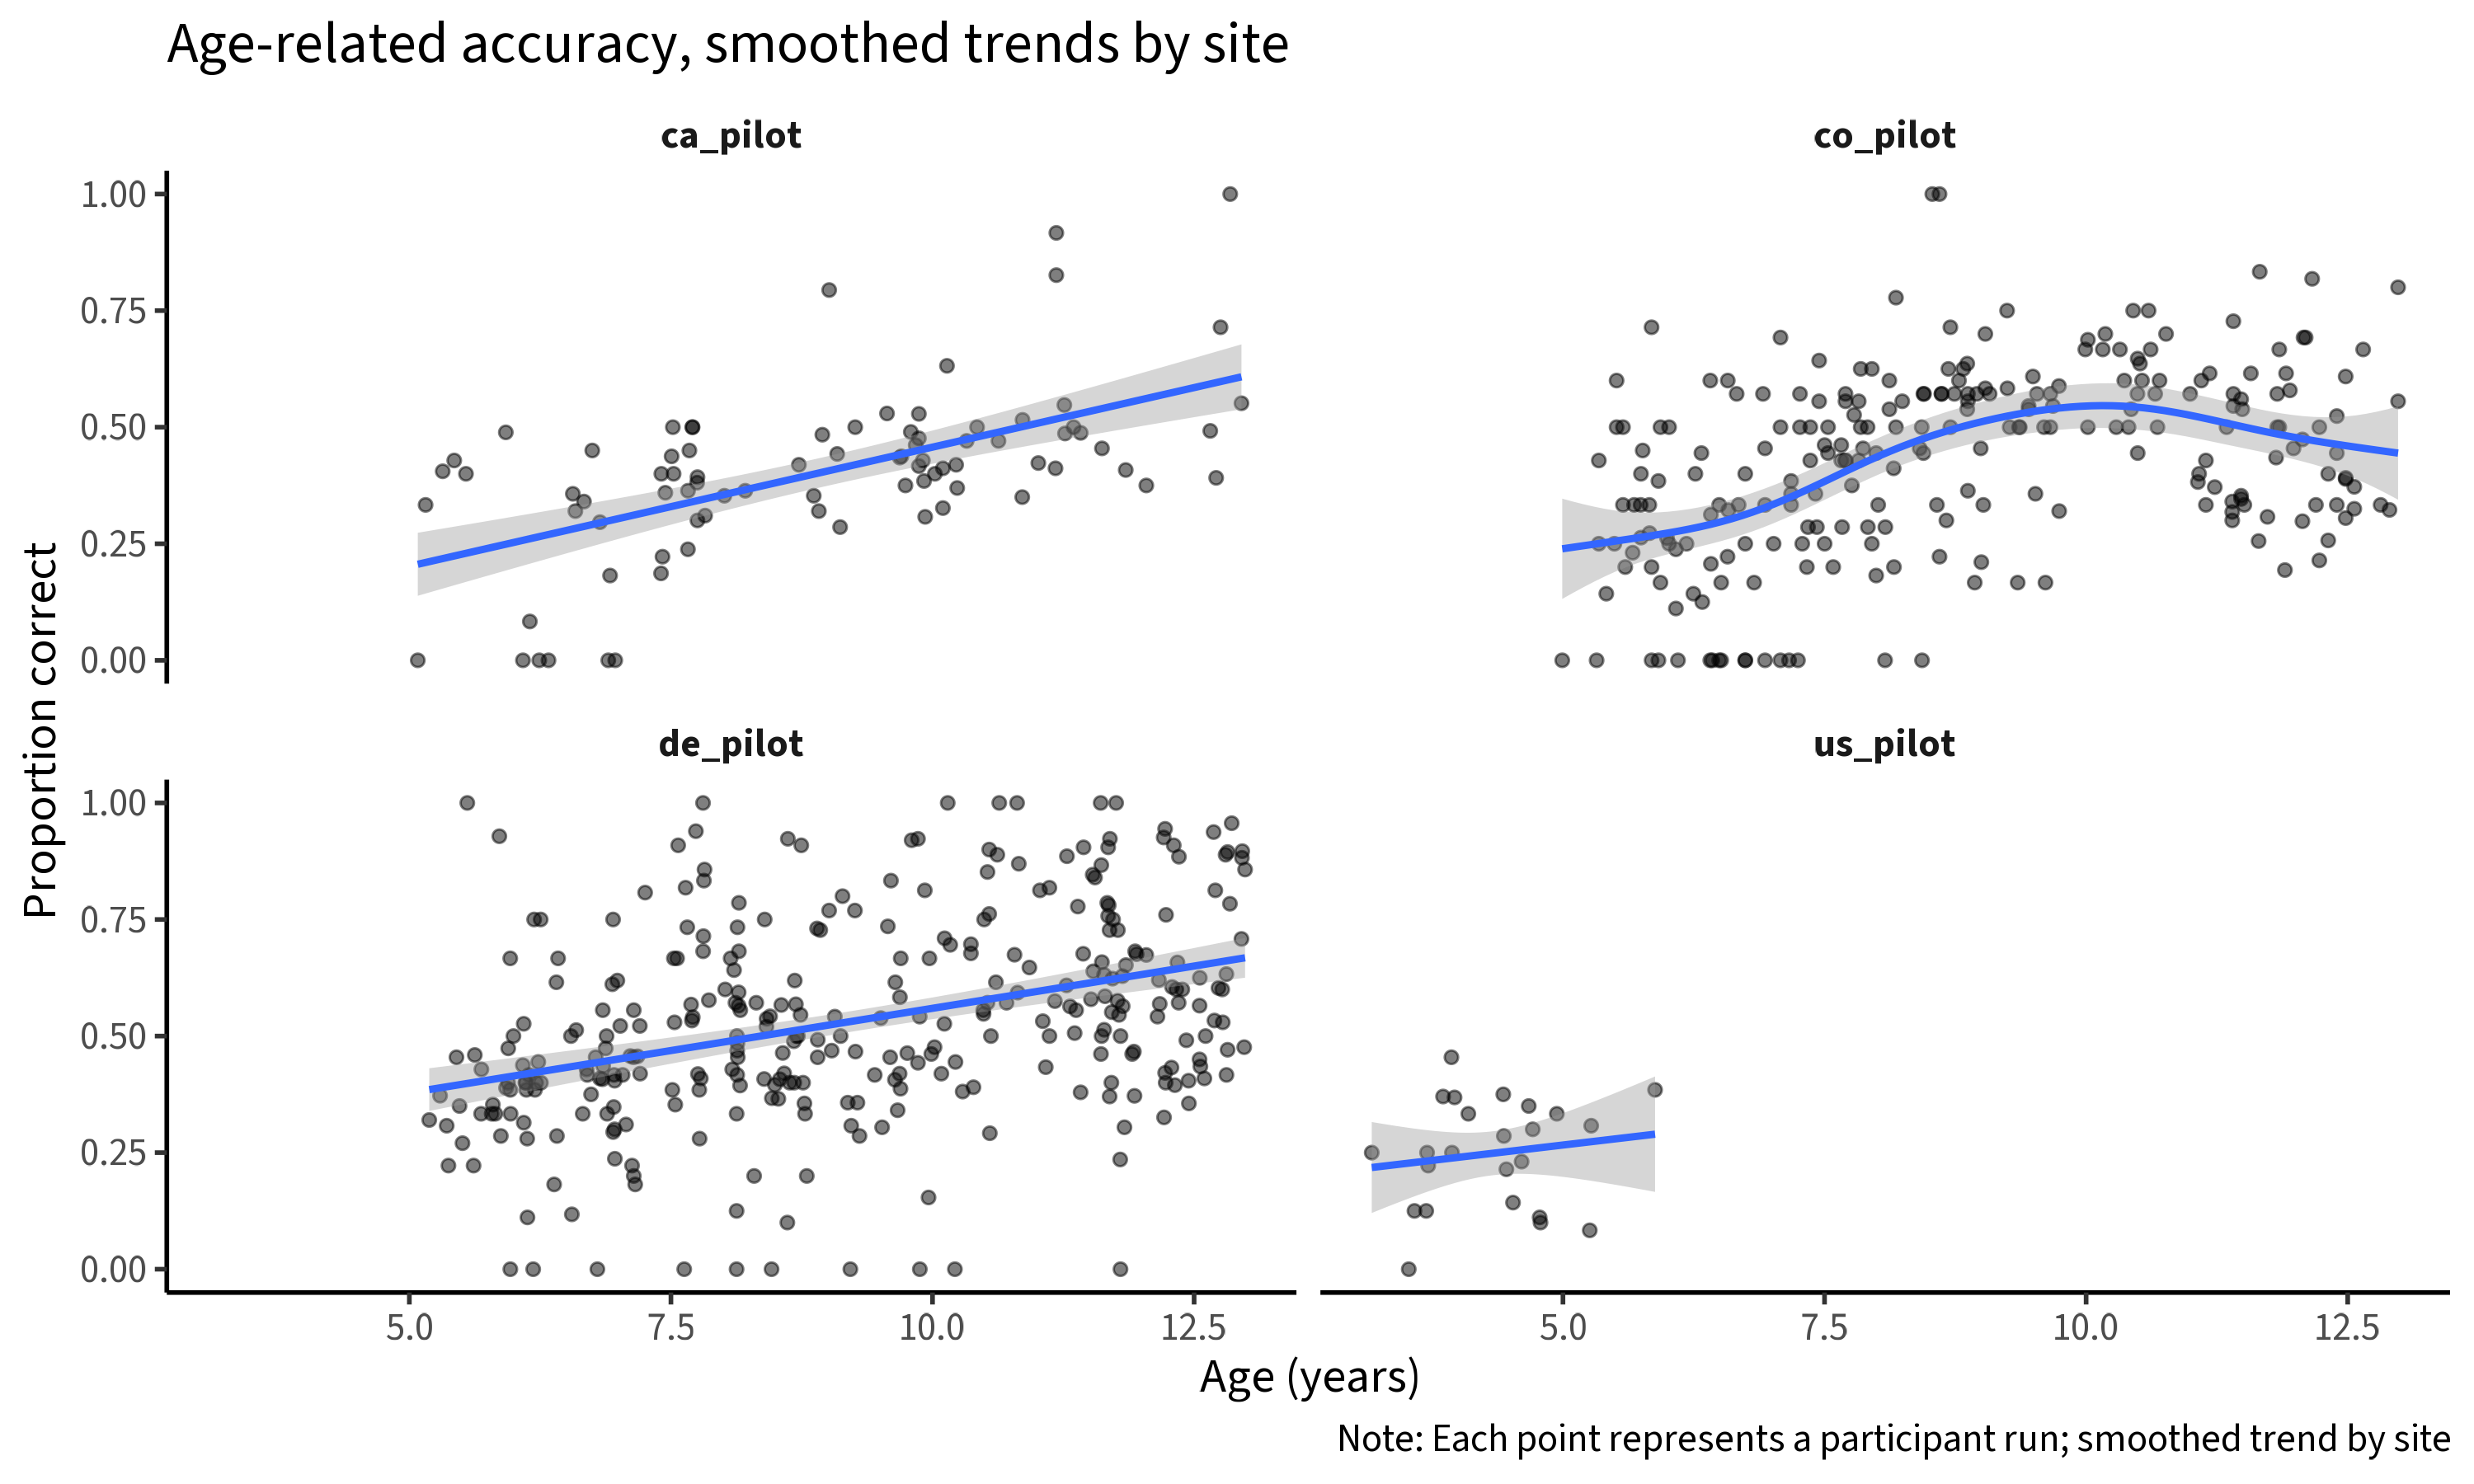 Age-related accuracy, smoothed trends by site
ca_pilot
co_pilot
1.00
0.75
0.50
0.25
0.00
de_pilot
us_pilot
1.00
0.75
0.50
0.25
0.00
Proportion correct
5.0 7.5 10.0 12.5
5.0 7.5 10.0 12.5
Age (years)
Note: Each point represents a participant run; smoothed trend by site